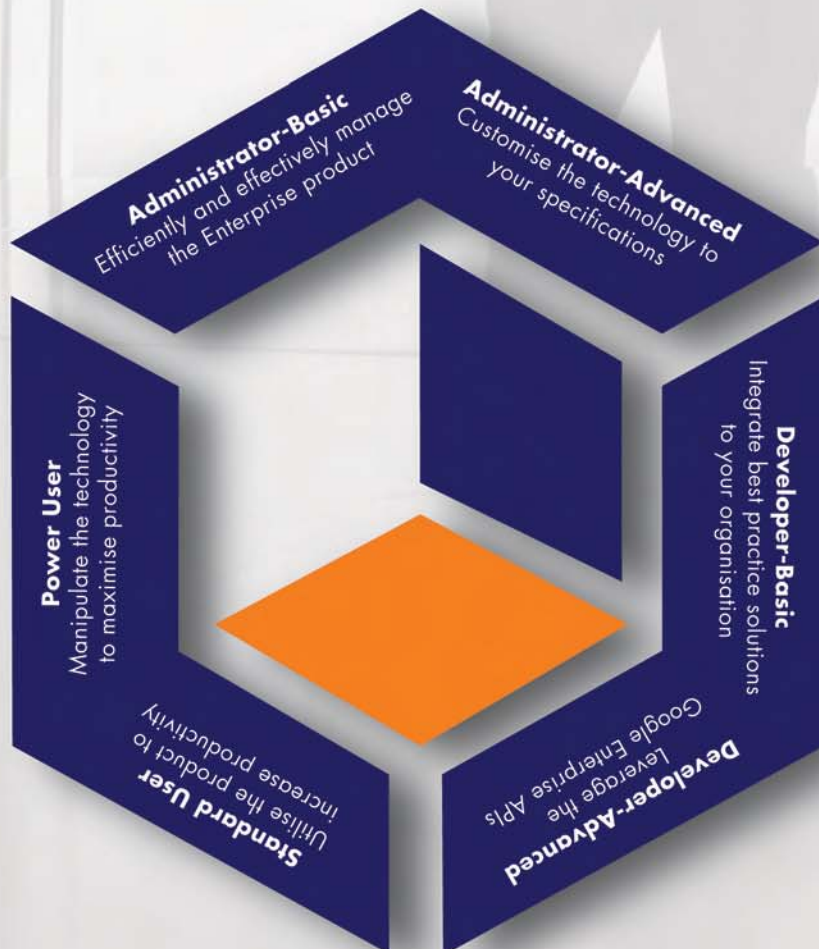 Administrator-Basic
Efficiently and effectively manage
the Enterprise product
Administrator-Advanced
Customise the technology to
your specifications
Developer-Basic
Integrate best practice solutions
to your organisation
Developer-Advanced
Leverage the
Google Enterprise APIs
Standard User
Utilise the product to
increase productivity
Power User
Manipulate the technology
to maximise productivity